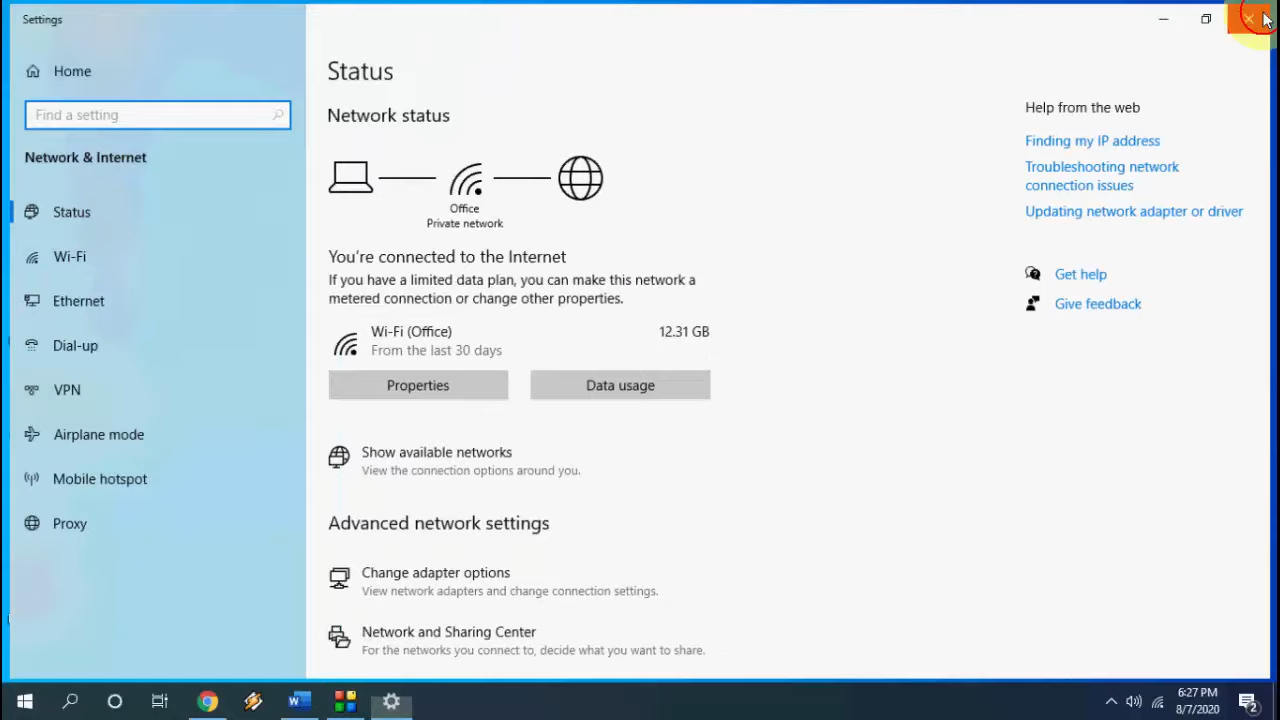 Settings
Home
Find a setting
Network & Internet
Status
Wi-Fi
Ethernet
Dial-up
VPN
Airplane mode
Mobile hotspot
Proxy
Status
Network status
Office
Private network
You're connected to the Internet
If you have a limited data plan, you can make this network a
metered connection or change other properties.
Wi-Fi (Office) 12.31 GB
From the last 30 days
Properties Data usage
Show available networks
View the connection options around you.
Advanced network settings
Change adapter options
View network adapters and change connection settings.
Network and Sharing Center
For the networks you connect to, decide what you want to share.
Help from the web
Finding my IP address
Troubleshooting network
connection issues
Updating network adapter or driver
Get help
Give feedback
W
6:27 PM
8/7/2020
2